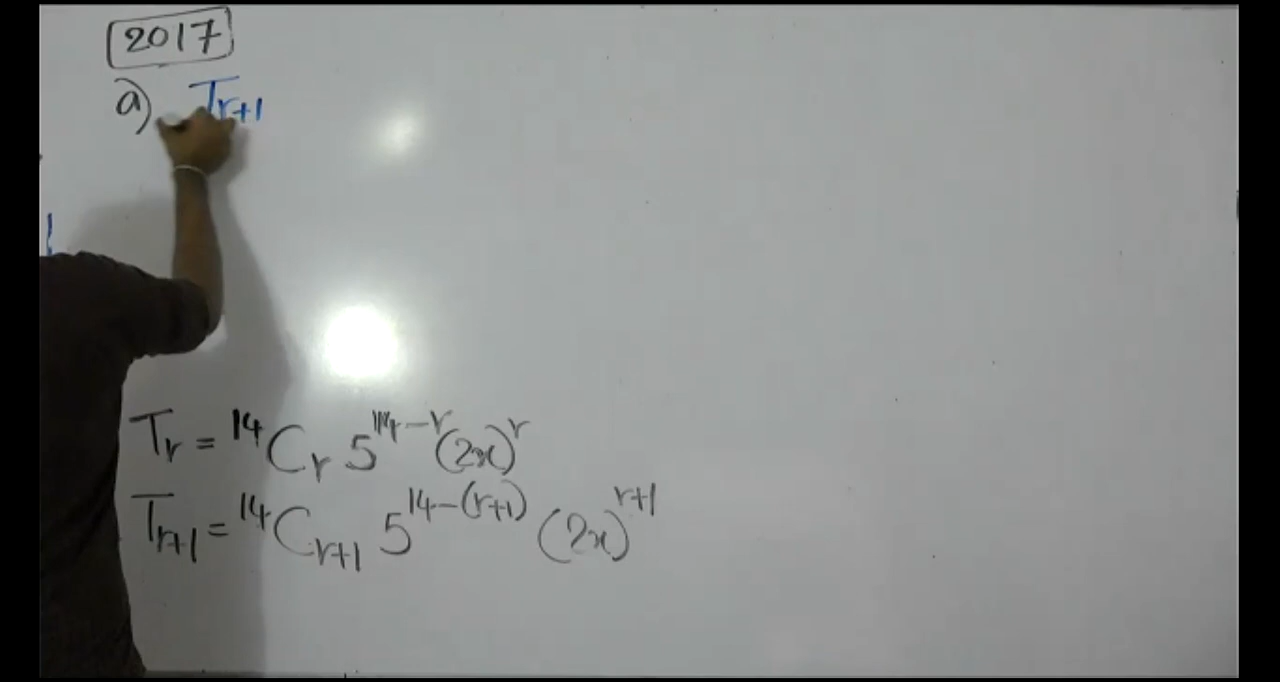 2017
a) Tr+1
Tr = ¹⁴Cr 5^14-r (2x)^r
Tr+1 = ¹⁴Cr+1 5^14-(r+1) (2x)^r+1